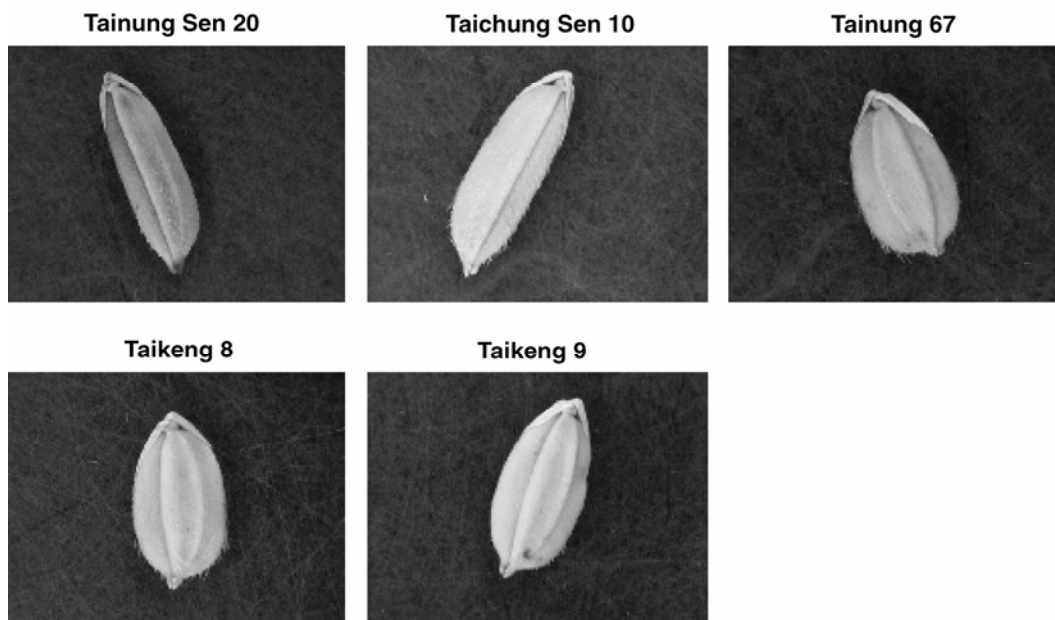 Tainung Sen 20
Taichung Sen 10
Tainung 67
Taikeng 8
Taikeng 9